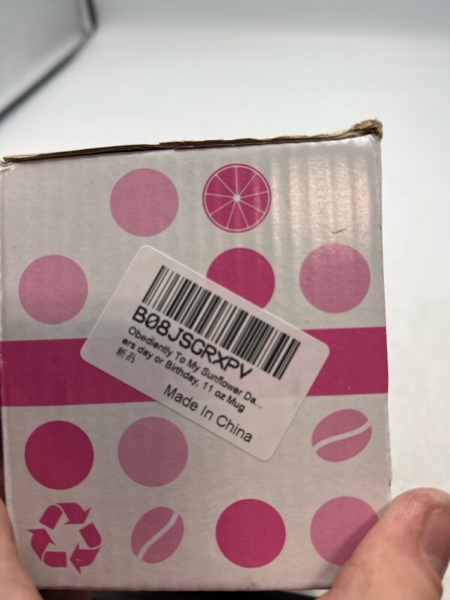 B08JSGRXPV
Obediently To My Sunflower Da...
ers day or Birthday, 11 oz Mug
新品
Made In China